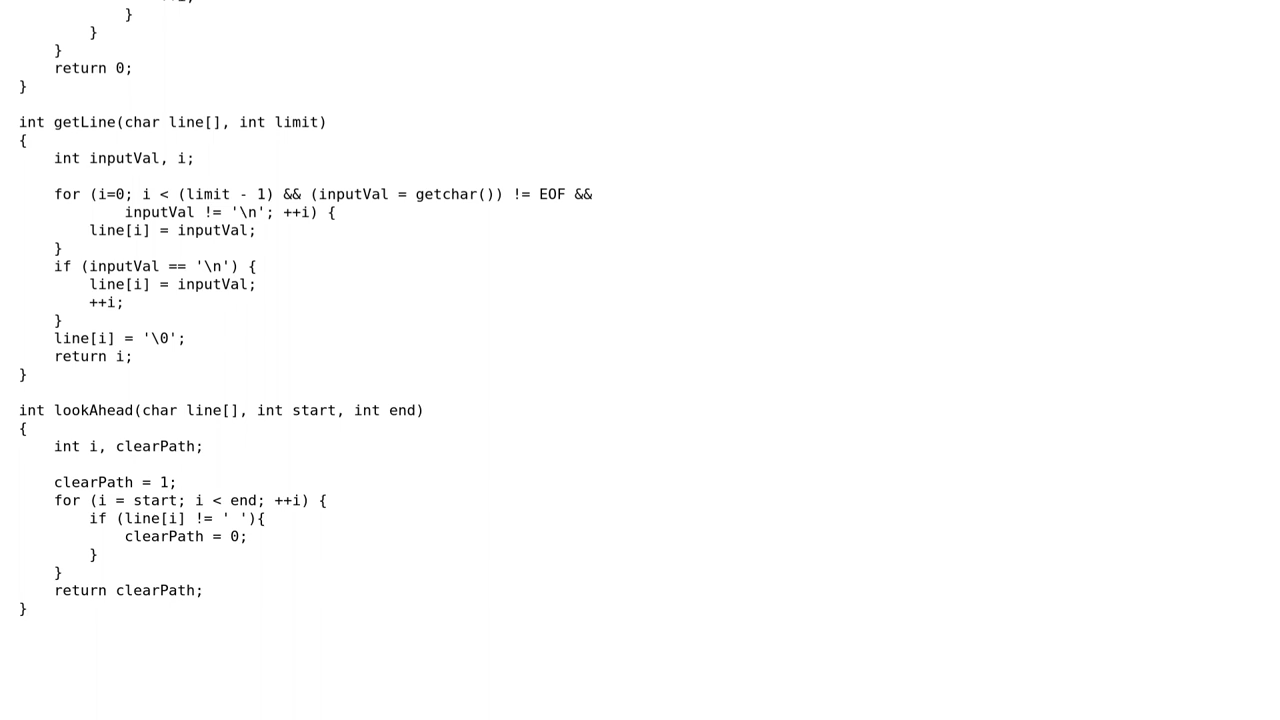 }
}
}
return 0;
}
int getLine(char line[], int limit)
{
int inputVal, i;
for (i=0; i < (limit - 1) && (inputVal = getchar()) != EOF &&
inputVal != '\n'; ++i) {
line[i] = inputVal;
}
if (inputVal == '\n') {
line[i] = inputVal;
++i;
}
line[i] = '\0';
return i;
}
int lookAhead(char line[], int start, int end)
{
int i, clearPath;
clearPath = 1;
for (i = start; i < end; ++i) {
if (line[i] != ' '){
clearPath = 0;
}
}
return clearPath;
}